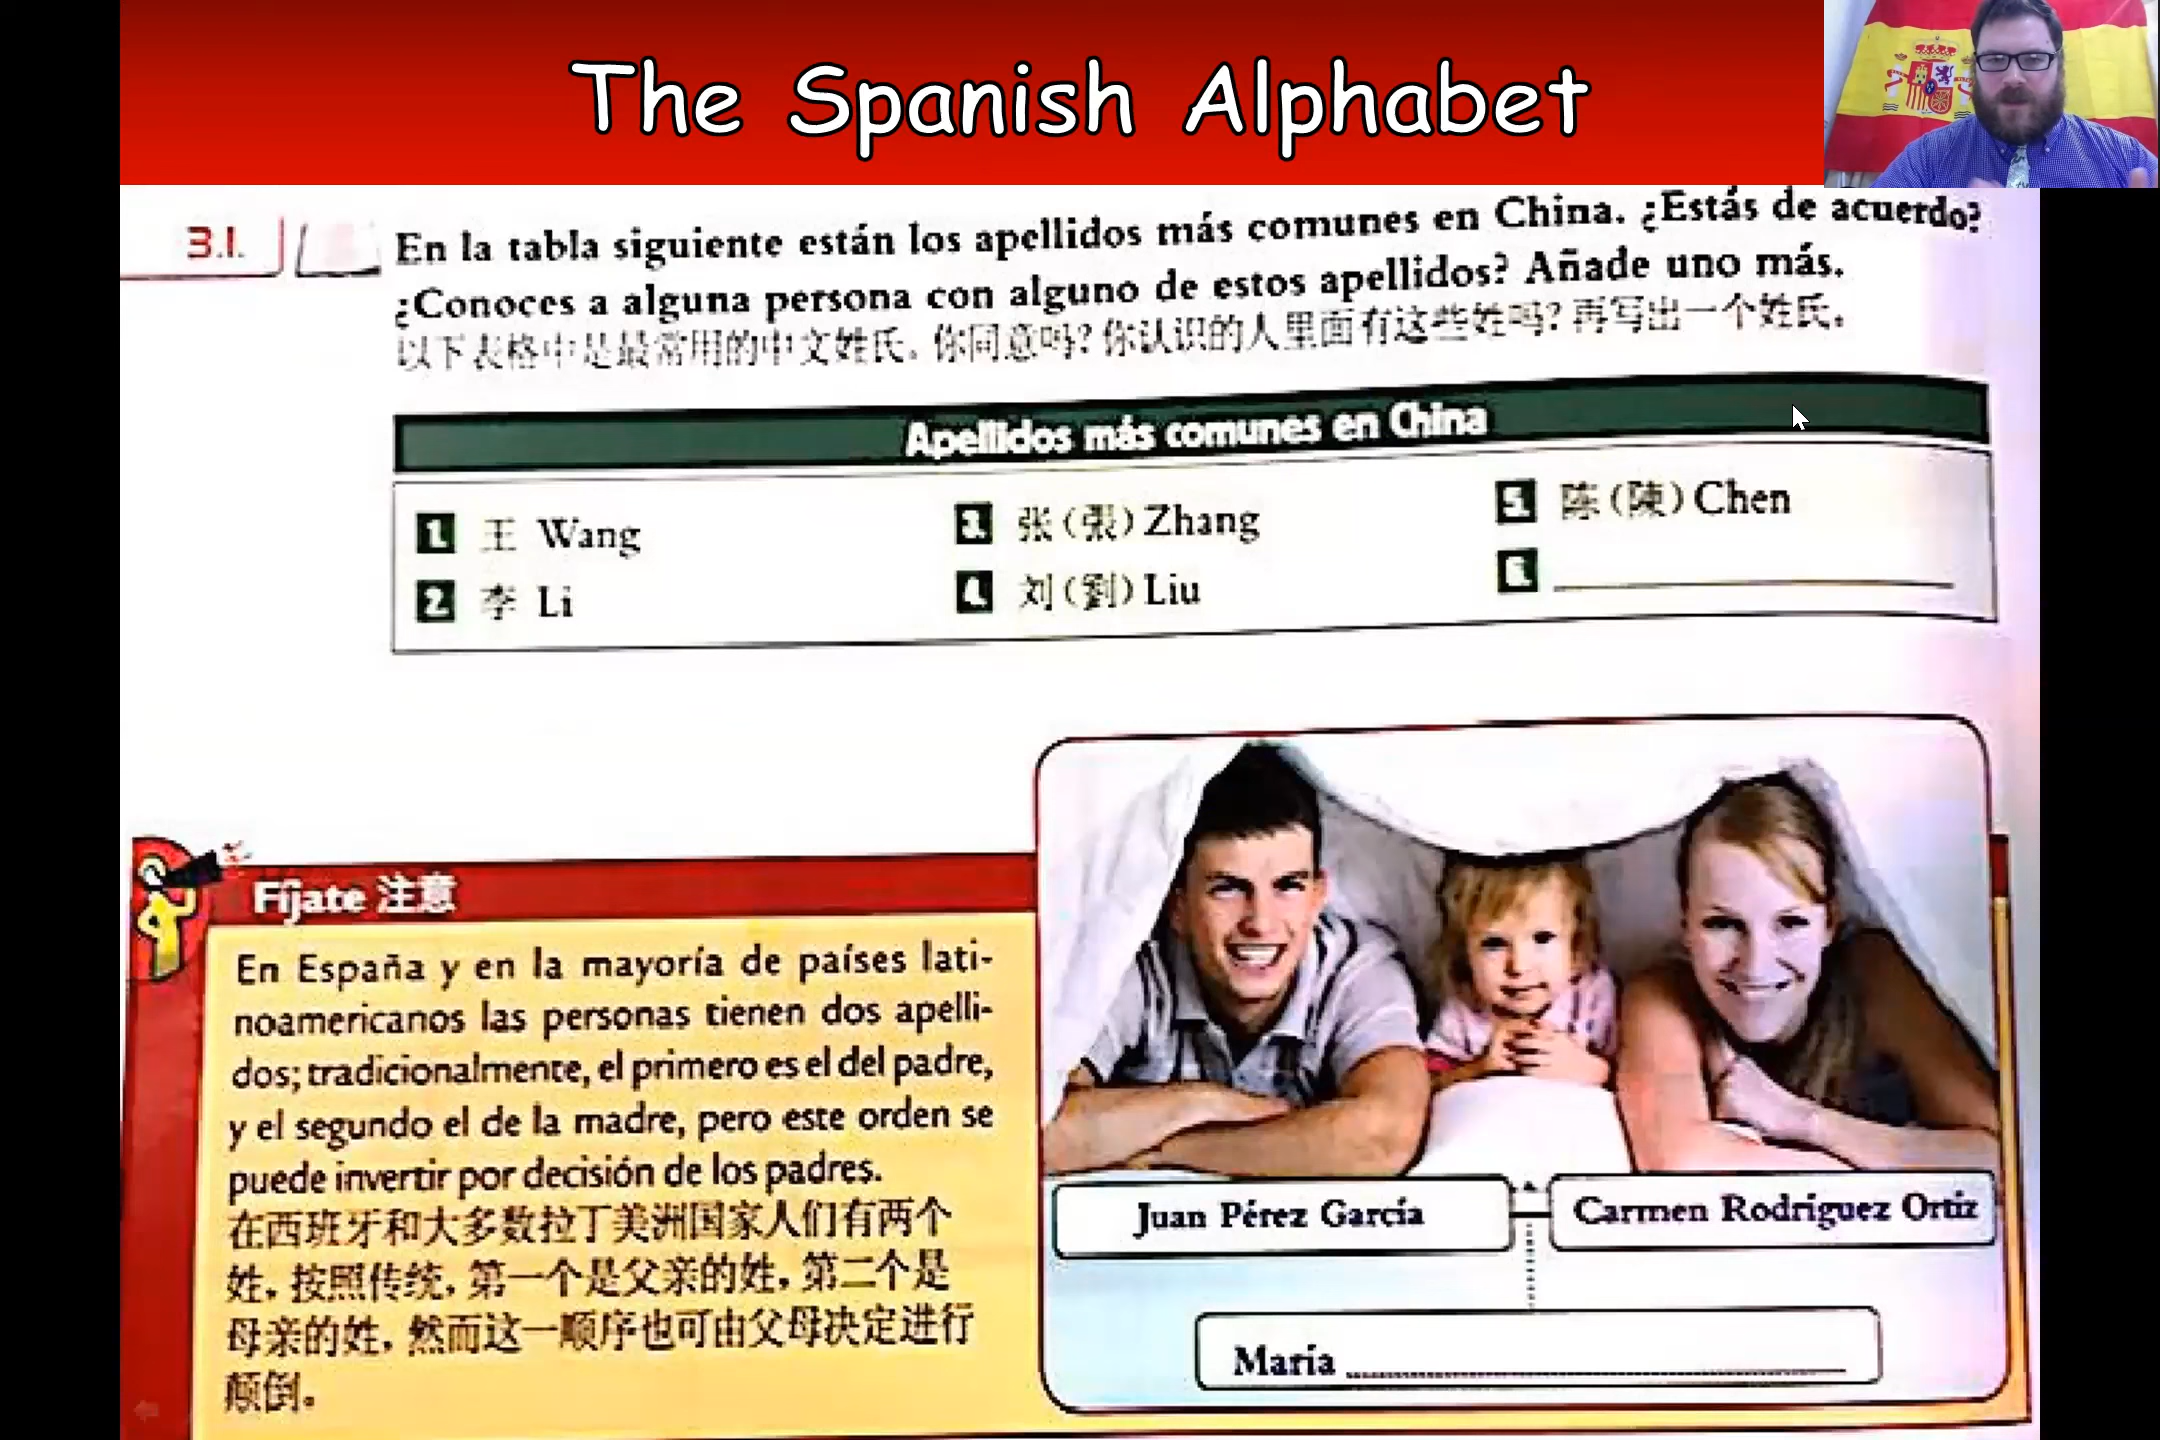 The Spanish Alphabet
3.1.
En la tabla siguiente están los apellidos más comunes en China. ¿Estás de acuerdo?
¿Conoces a alguna persona con alguno de estos apellidos? Añade uno más.
以下表格中是最常用的中文姓氏。你同意吗?你认识的人里面有这些姓吗?再写出一个姓氏。
Apellidos más comunes en China
1. 王 Wang
2. 李 Li
3. 张(張) Zhang
4. 刘(劉) Liu
5. 陈(陳) Chen
6.
Fíjate 注意
En España y en la mayoría de países lati-
noamericanos las personas tienen dos apelli-
dos; tradicionalmente, el primero es el del padre,
y el segundo el de la madre, pero este orden se
puede invertir por decisión de los padres.
在西班牙和大多数拉丁美洲国家人们有两个
姓，按照传统，第一个是父亲的姓，第二个是
母亲的姓，然而这一顺序也可由父母决定进行
颠倒。
Juan Pérez García
Carmen Rodríguez Ortiz
María